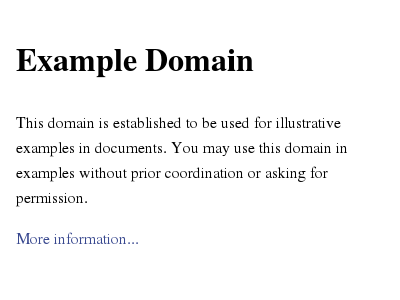 Example Domain
This domain is established to be used for illustrative
examples in documents. You may use this domain in
examples without prior coordination or asking for
permission.
More information...